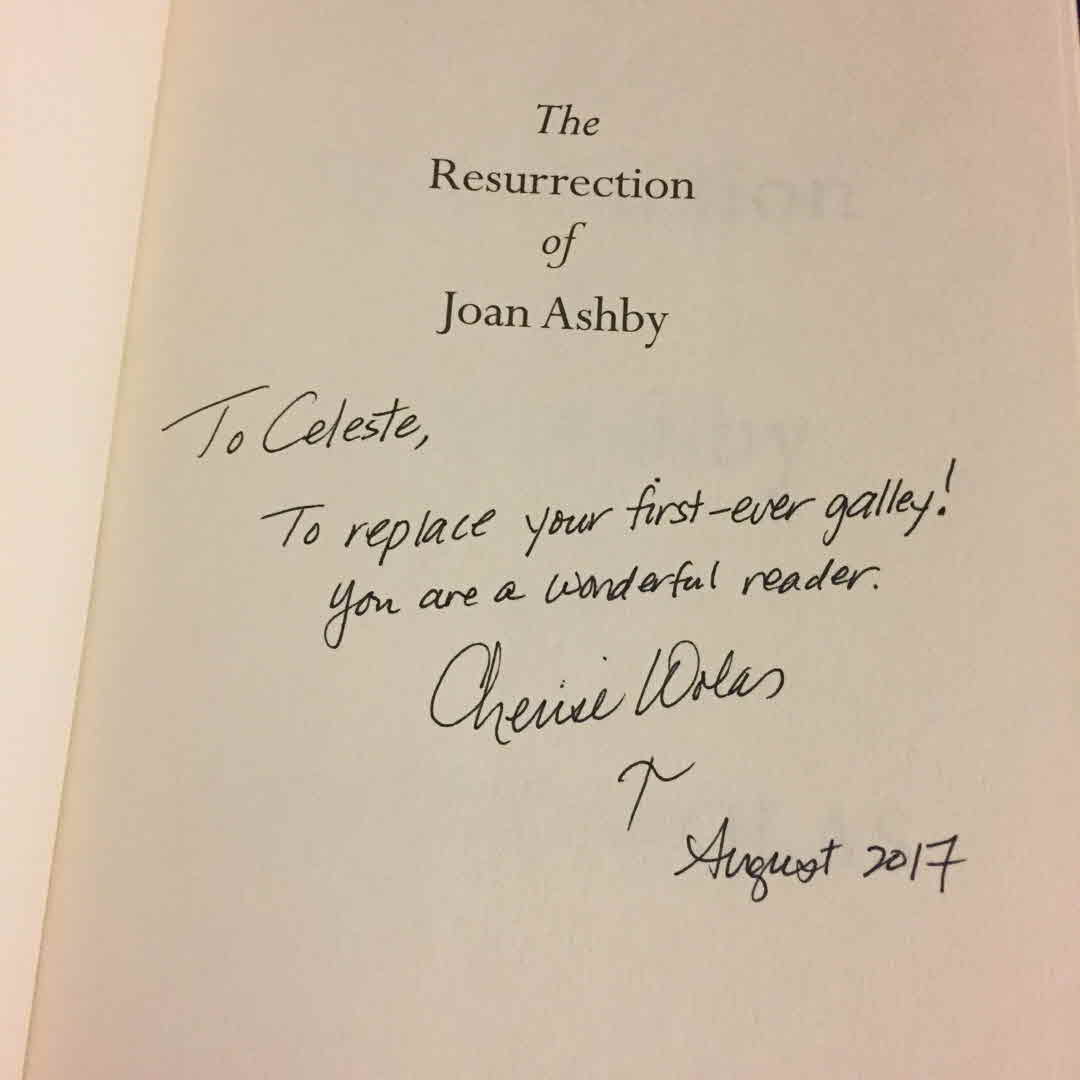 The
Resurrection
of
Joan Ashby
To Celeste,
To replace your first-ever galley!
You are a wonderful reader.
Cherise Wolas
August 2017